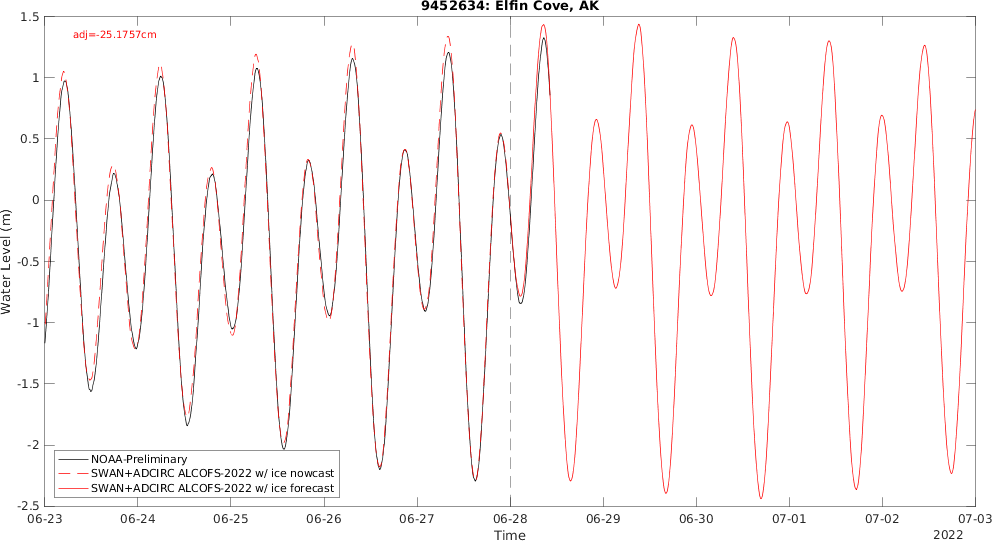 9452634: Elfin Cove, AK
adj=-25.1757cm
Water Level (m)
1.5
1
0.5
0
-0.5
-1
-1.5
-2
-2.5
NOAA-Preliminary
SWAN+ADCIRC ALCOFS-2022 w/ ice nowcast
SWAN+ADCIRC ALCOFS-2022 w/ ice forecast
06-23 06-24 06-25 06-26 06-27 06-28 06-29 06-30 07-01 07-02 07-03
Time
2022